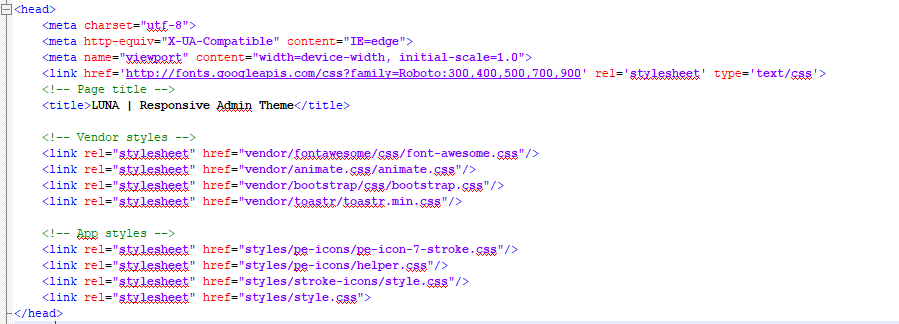 <head>
<meta charset="utf-8">
<meta http-equiv="X-UA-Compatible" content="IE=edge">
<meta name="viewport" content="width=device-width, initial-scale=1.0">
<link href='http://fonts.googleapis.com/css?family=Roboto:300,400,500,700,900' rel='stylesheet' type='text/css'>
<!-- Page title -->
<title>LUNA | Responsive Admin Theme</title>
<!-- Vendor styles -->
<link rel="stylesheet" href="vendor/fontawesome/css/font-awesome.css"/>
<link rel="stylesheet" href="vendor/animate.css/animate.css"/>
<link rel="stylesheet" href="vendor/bootstrap/css/bootstrap.css"/>
<link rel="stylesheet" href="vendor/toastr/toastr.min.css"/>
<!-- App styles -->
<link rel="stylesheet" href="styles/pe-icons/pe-icon-7-stroke.css"/>
<link rel="stylesheet" href="styles/pe-icons/helper.css"/>
<link rel="stylesheet" href="styles/stroke-icons/style.css"/>
<link rel="stylesheet" href="styles/style.css">
</head>